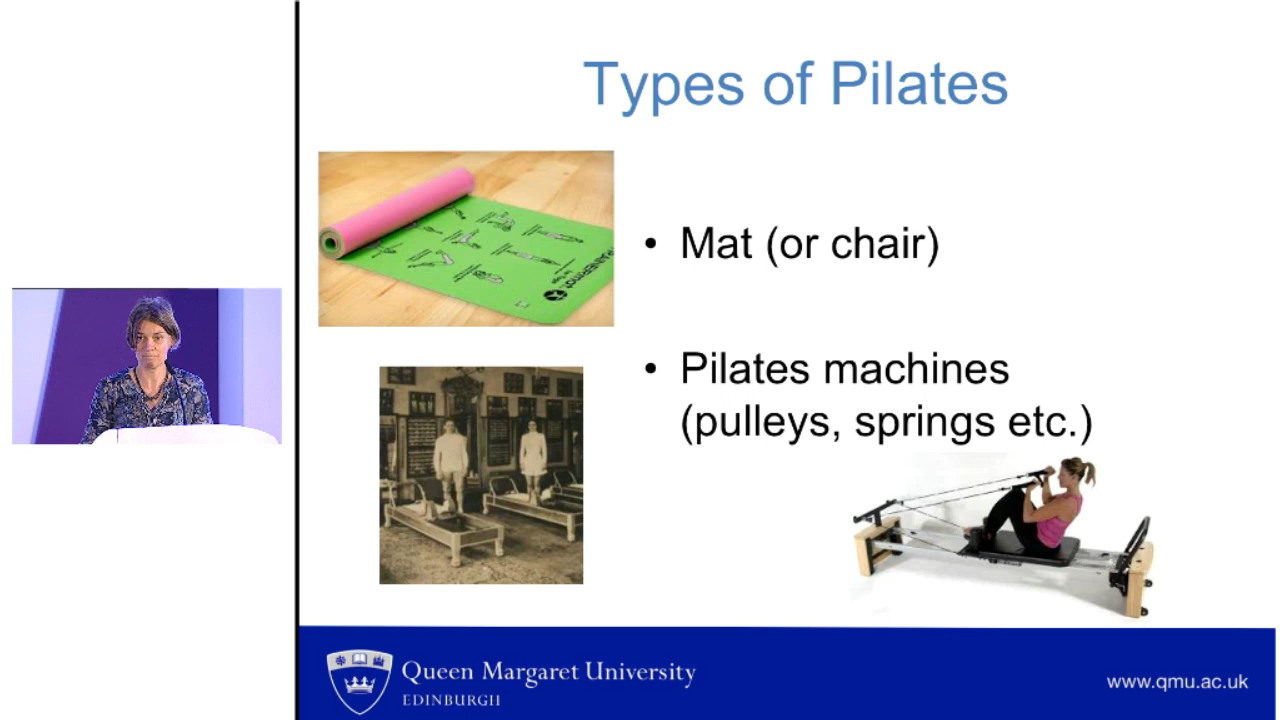 Types of Pilates
• Mat (or chair)
• Pilates machines
(pulleys, springs etc.)
Queen Margaret University
EDINBURGH
www.qmu.ac.uk